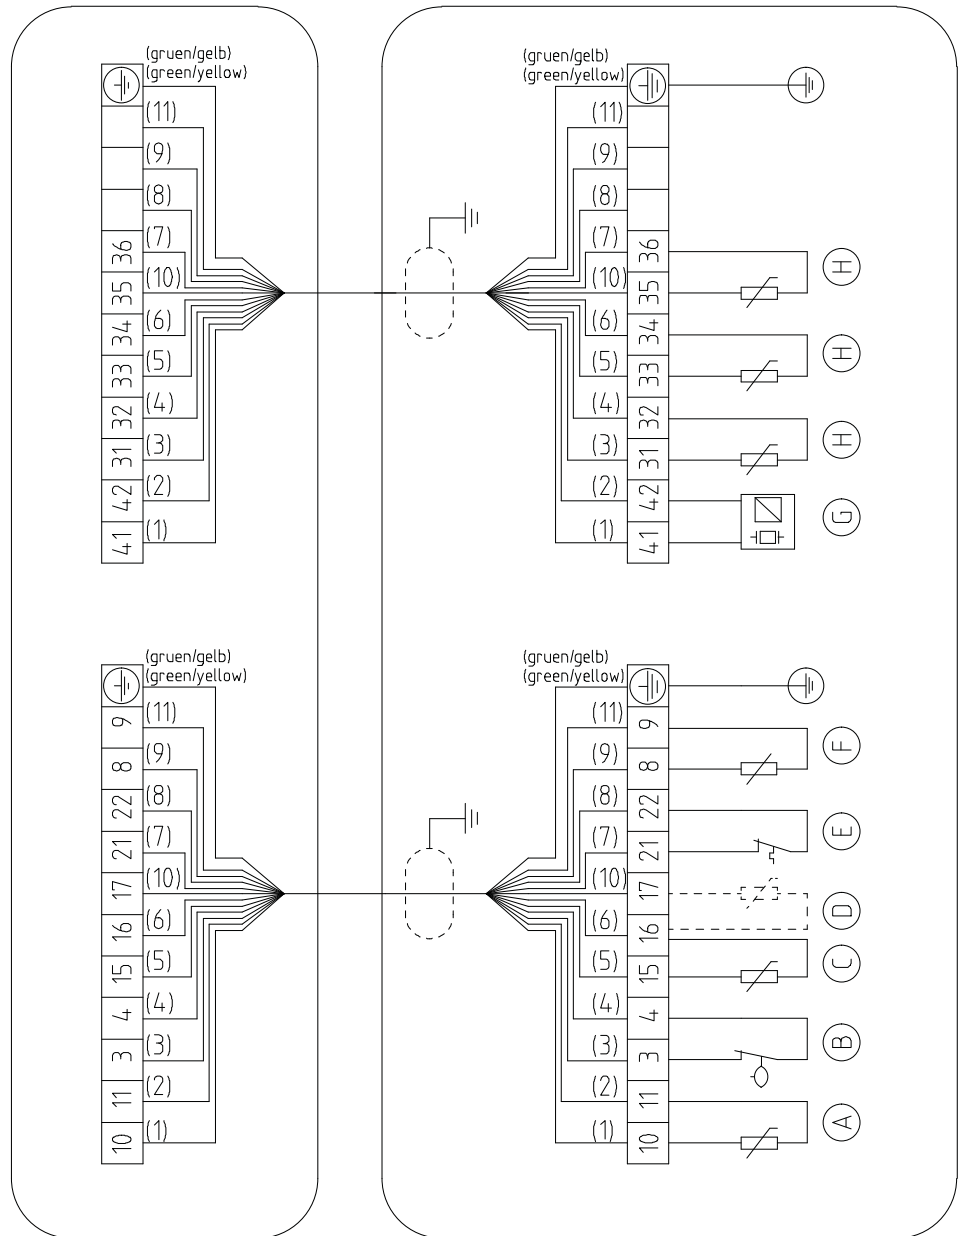 (gruen/gelb)
(green/yellow)
(11)
(9)
(8)
36 (7)
35 (10)
34 (6)
33 (5)
32 (4)
31 (3)
42 (2)
41 (1)
(gruen/gelb)
(green/yellow)
(11)
(9)
(8)
(7) 36
(10) 35
(6) 34
(5) 33
(4) 32
(3) 31
(2) 42
(1) 41
H
H
H
G
(gruen/gelb)
(green/yellow)
9 (11)
8 (9)
22 (8)
21 (7)
17 (10)
16 (6)
15 (5)
4 (4)
3 (3)
11 (2)
10 (1)
(gruen/gelb)
(green/yellow)
(11) 9
(9) 8
(8) 22
(7) 21
(10) 17
(6) 16
(5) 15
(4) 4
(3) 3
(2) 11
(1) 10
F
E
D
C
B
A